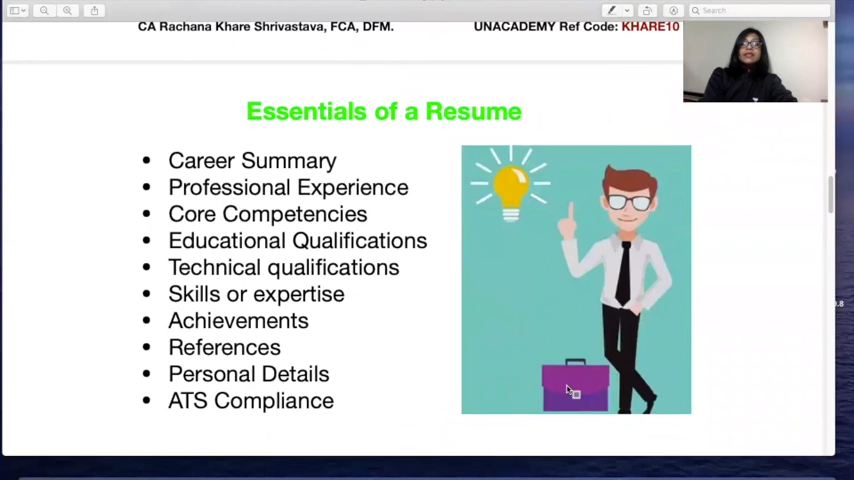 Search
CA Rachana Khare Shrivastava, FCA, DFM.
UNACADEMY Ref Code: KHARE10
Essentials of a Resume
• Career Summary
• Professional Experience
• Core Competencies
• Educational Qualifications
• Technical qualifications
• Skills or expertise
• Achievements
• References
• Personal Details
• ATS Compliance